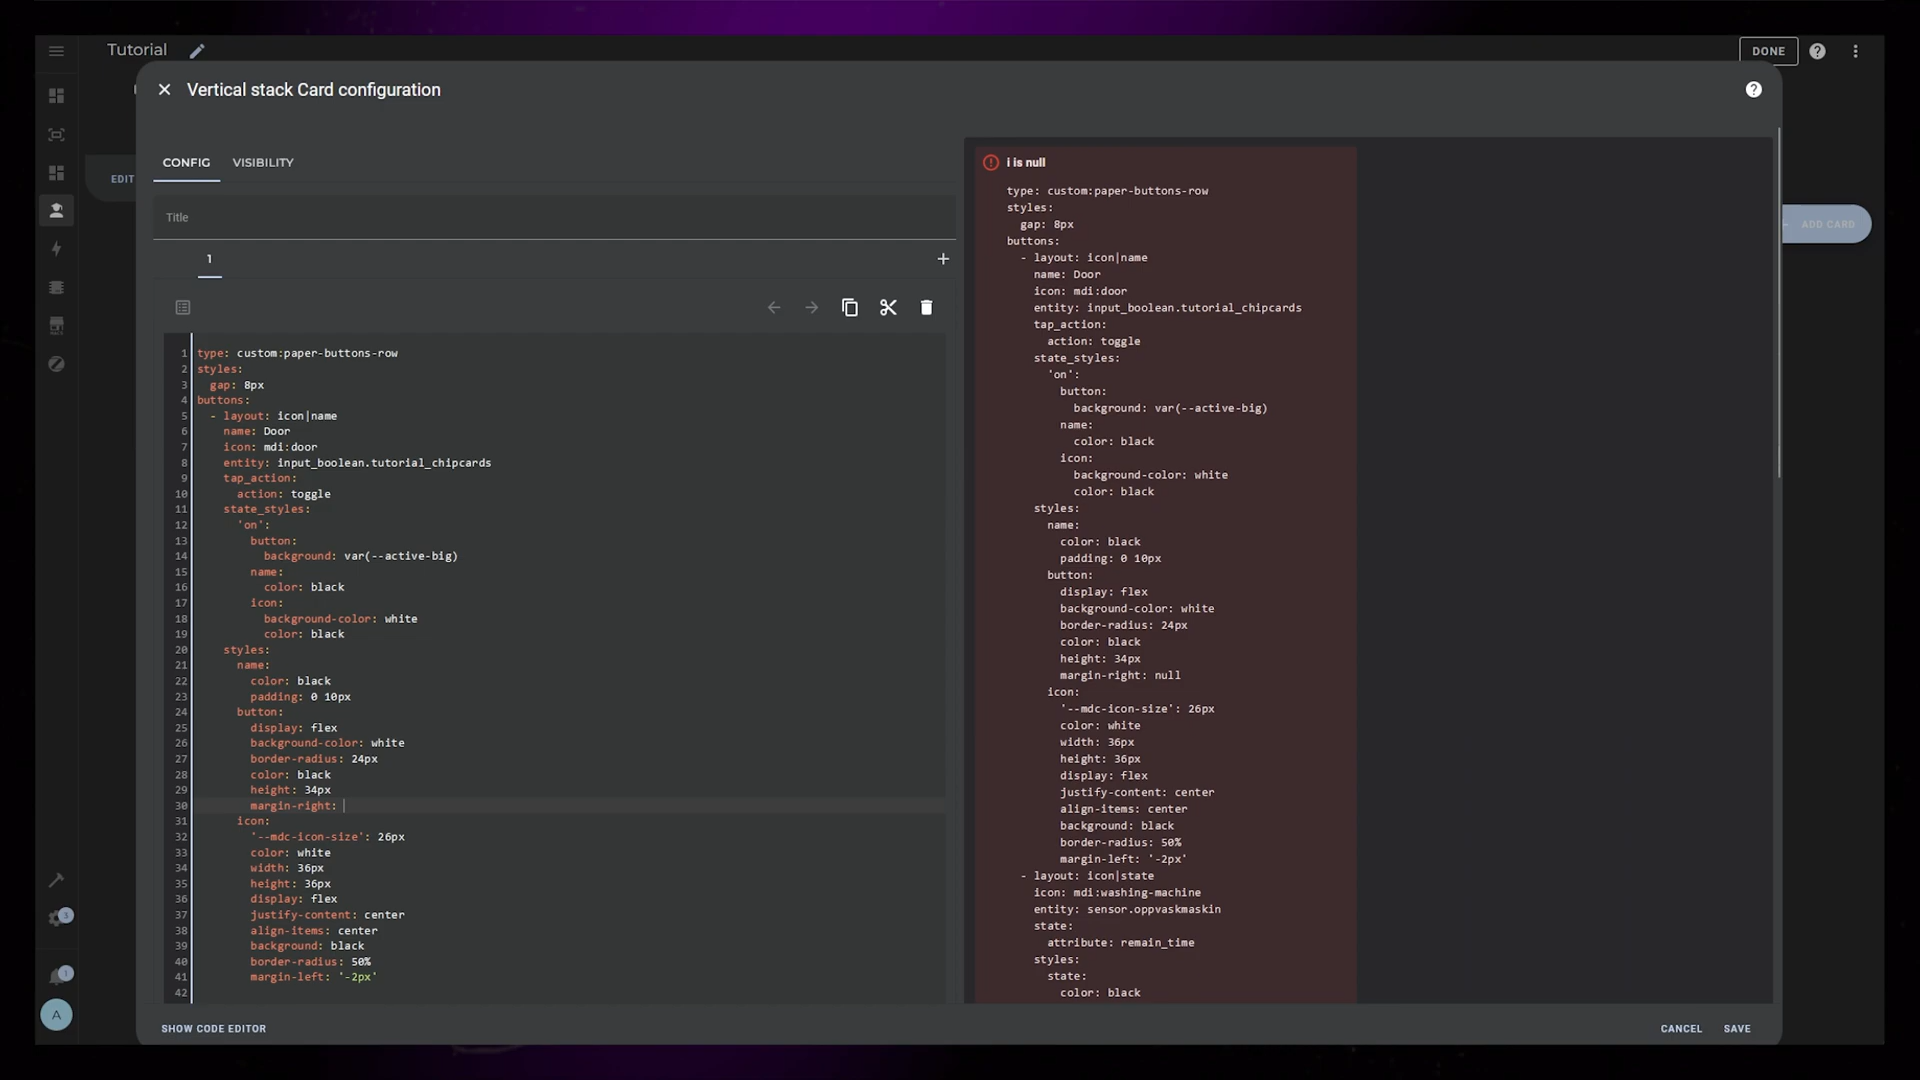 Tutorial
DONE
Vertical stack Card configuration
CONFIG
VISIBILITY
EDIT
ADD CARD
Title
1
1 type: custom:paper-buttons-row
2 styles:
3 gap: 8px
4 buttons:
5 - layout: icon|name
6 name: Door
7 icon: mdi:door
8 entity: input_boolean.tutorial_chipcards
9 tap_action:
10 action: toggle
11 state_styles:
12 'on':
13 button:
14 background: var(--active-big)
15 name:
16 color: black
17 icon:
18 background-color: white
19 color: black
20 styles:
21 name:
22 color: black
23 padding: 0 10px
24 button:
25 display: flex
26 background-color: white
27 border-radius: 24px
28 color: black
29 height: 34px
30 margin-right:
31 icon:
32 '--mdc-icon-size': 26px
33 color: white
34 width: 36px
35 height: 36px
36 display: flex
37 justify-content: center
38 align-items: center
39 background: black
40 border-radius: 50%
41 margin-left: '-2px'
42
i is null
type: custom:paper-buttons-row
styles:
gap: 8px
buttons:
- layout: icon|name
name: Door
icon: mdi:door
entity: input_boolean.tutorial_chipcards
tap_action:
action: toggle
state_styles:
'on':
button:
background: var(--active-big)
name:
color: black
icon:
background-color: white
color: black
styles:
name:
color: black
padding: 0 10px
button:
display: flex
background-color: white
border-radius: 24px
color: black
height: 34px
margin-right: null
icon:
'--mdc-icon-size': 26px
color: white
width: 36px
height: 36px
display: flex
justify-content: center
align-items: center
background: black
border-radius: 50%
margin-left: '-2px'
- layout: icon|state
icon: mdi:washing-machine
entity: sensor.oppvaskmaskin
state:
attribute: remain_time
styles:
state:
color: black
3
1
A
SHOW CODE EDITOR
CANCEL
SAVE